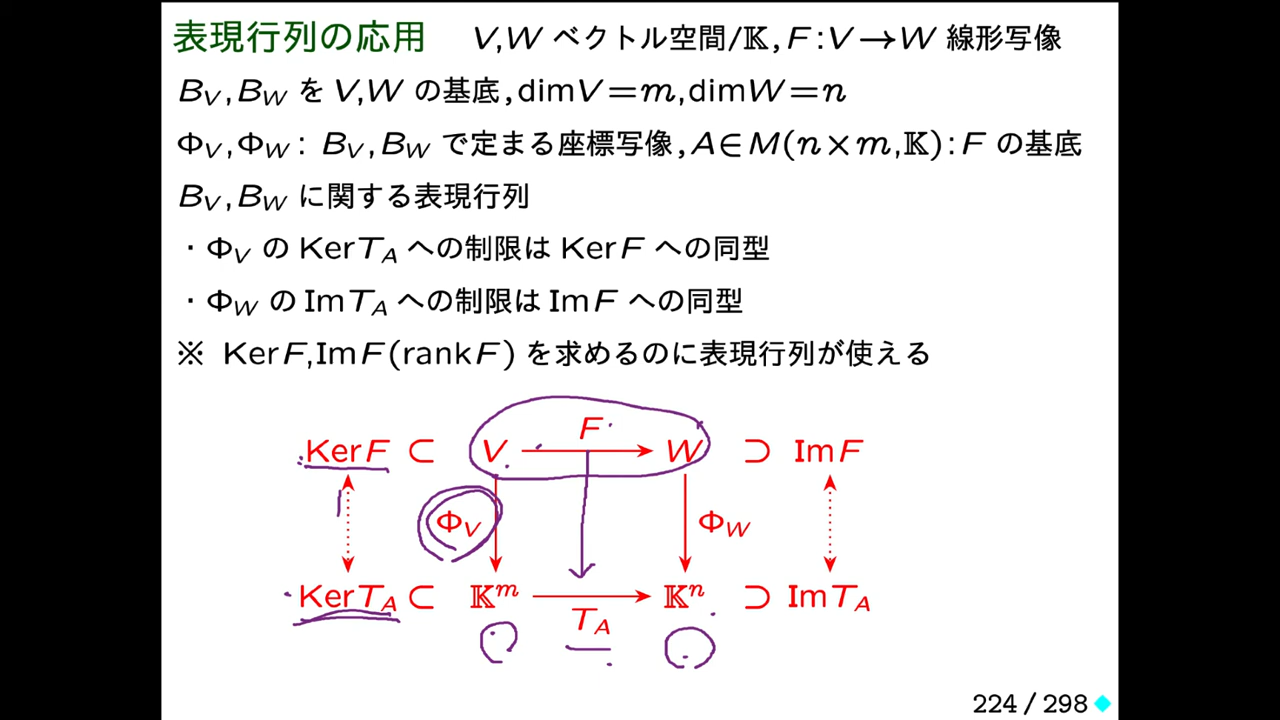 表現行列の応用 V,W ベクトル空間/𝕂,F:V→W 線形写像
B_V,B_W を V,W の基底,dimV=m,dimW=n
Φ_V,Φ_W: B_V,B_W で定まる座標写像,A∈M(n×m,𝕂):F の基底
B_V,B_W に関する表現行列
・Φ_V の KerT_A への制限は KerF への同型
・Φ_W の ImT_A への制限は ImF への同型
※ KerF,ImF(rankF) を求めるのに表現行列が使える
F
KerF ⊂ V W ⊃ ImF
Φ_V Φ_W
KerT_A ⊂ 𝕂^m 𝕂^n ⊃ ImT_A
T_A
224 / 298